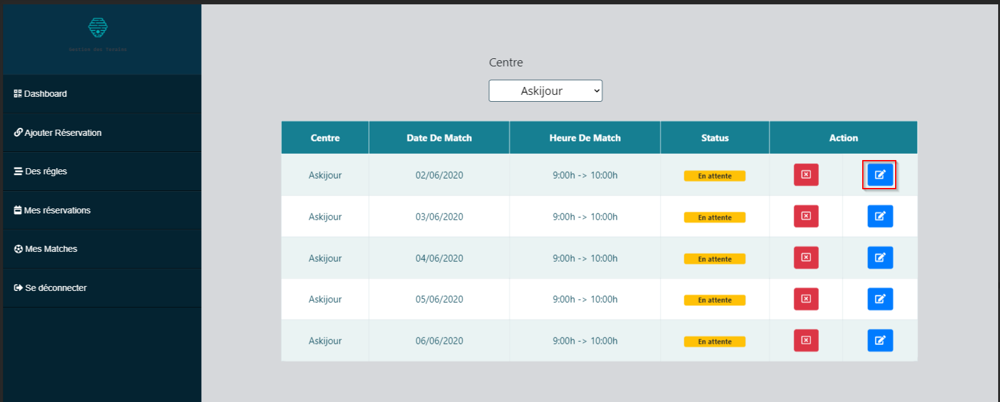 Gestion des Terains
Dashboard
Ajouter Réservation
Des régles
Mes réservations
Mes Matches
Se déconnecter
Centre
Askijour
Centre Date De Match Heure De Match Status Action
Askijour 02/06/2020 9:00h -> 10:00h En attente
Askijour 03/06/2020 9:00h -> 10:00h En attente
Askijour 04/06/2020 9:00h -> 10:00h En attente
Askijour 05/06/2020 9:00h -> 10:00h En attente
Askijour 06/06/2020 9:00h -> 10:00h En attente